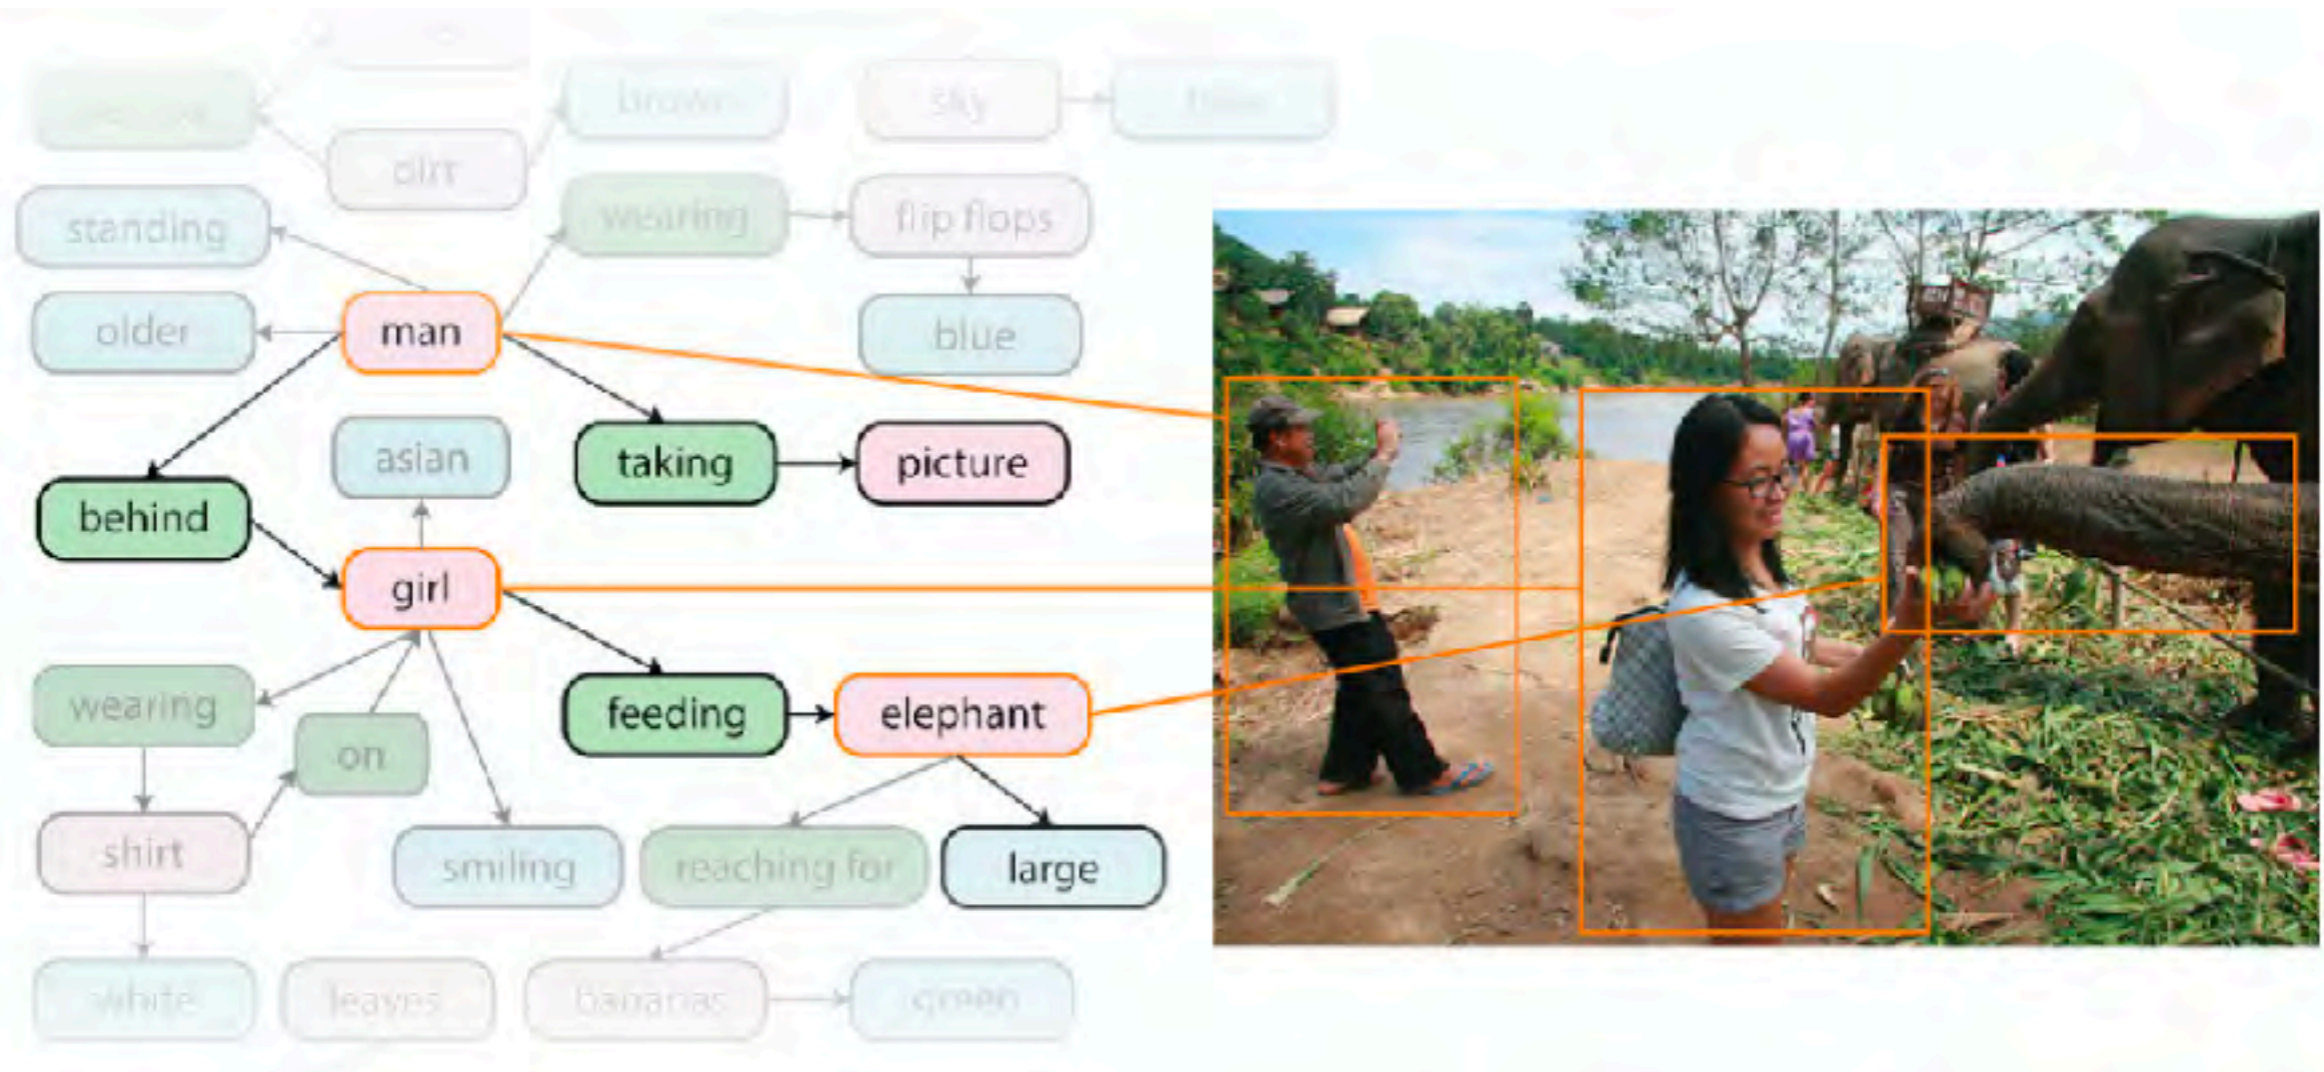 brown
sky
dirt
standing
wearing
flip flops
older
man
blue
asian
taking
picture
behind
girl
wearing
on
feeding
elephant
shirt
smiling
reaching for
large
white
leaves
bananas
green